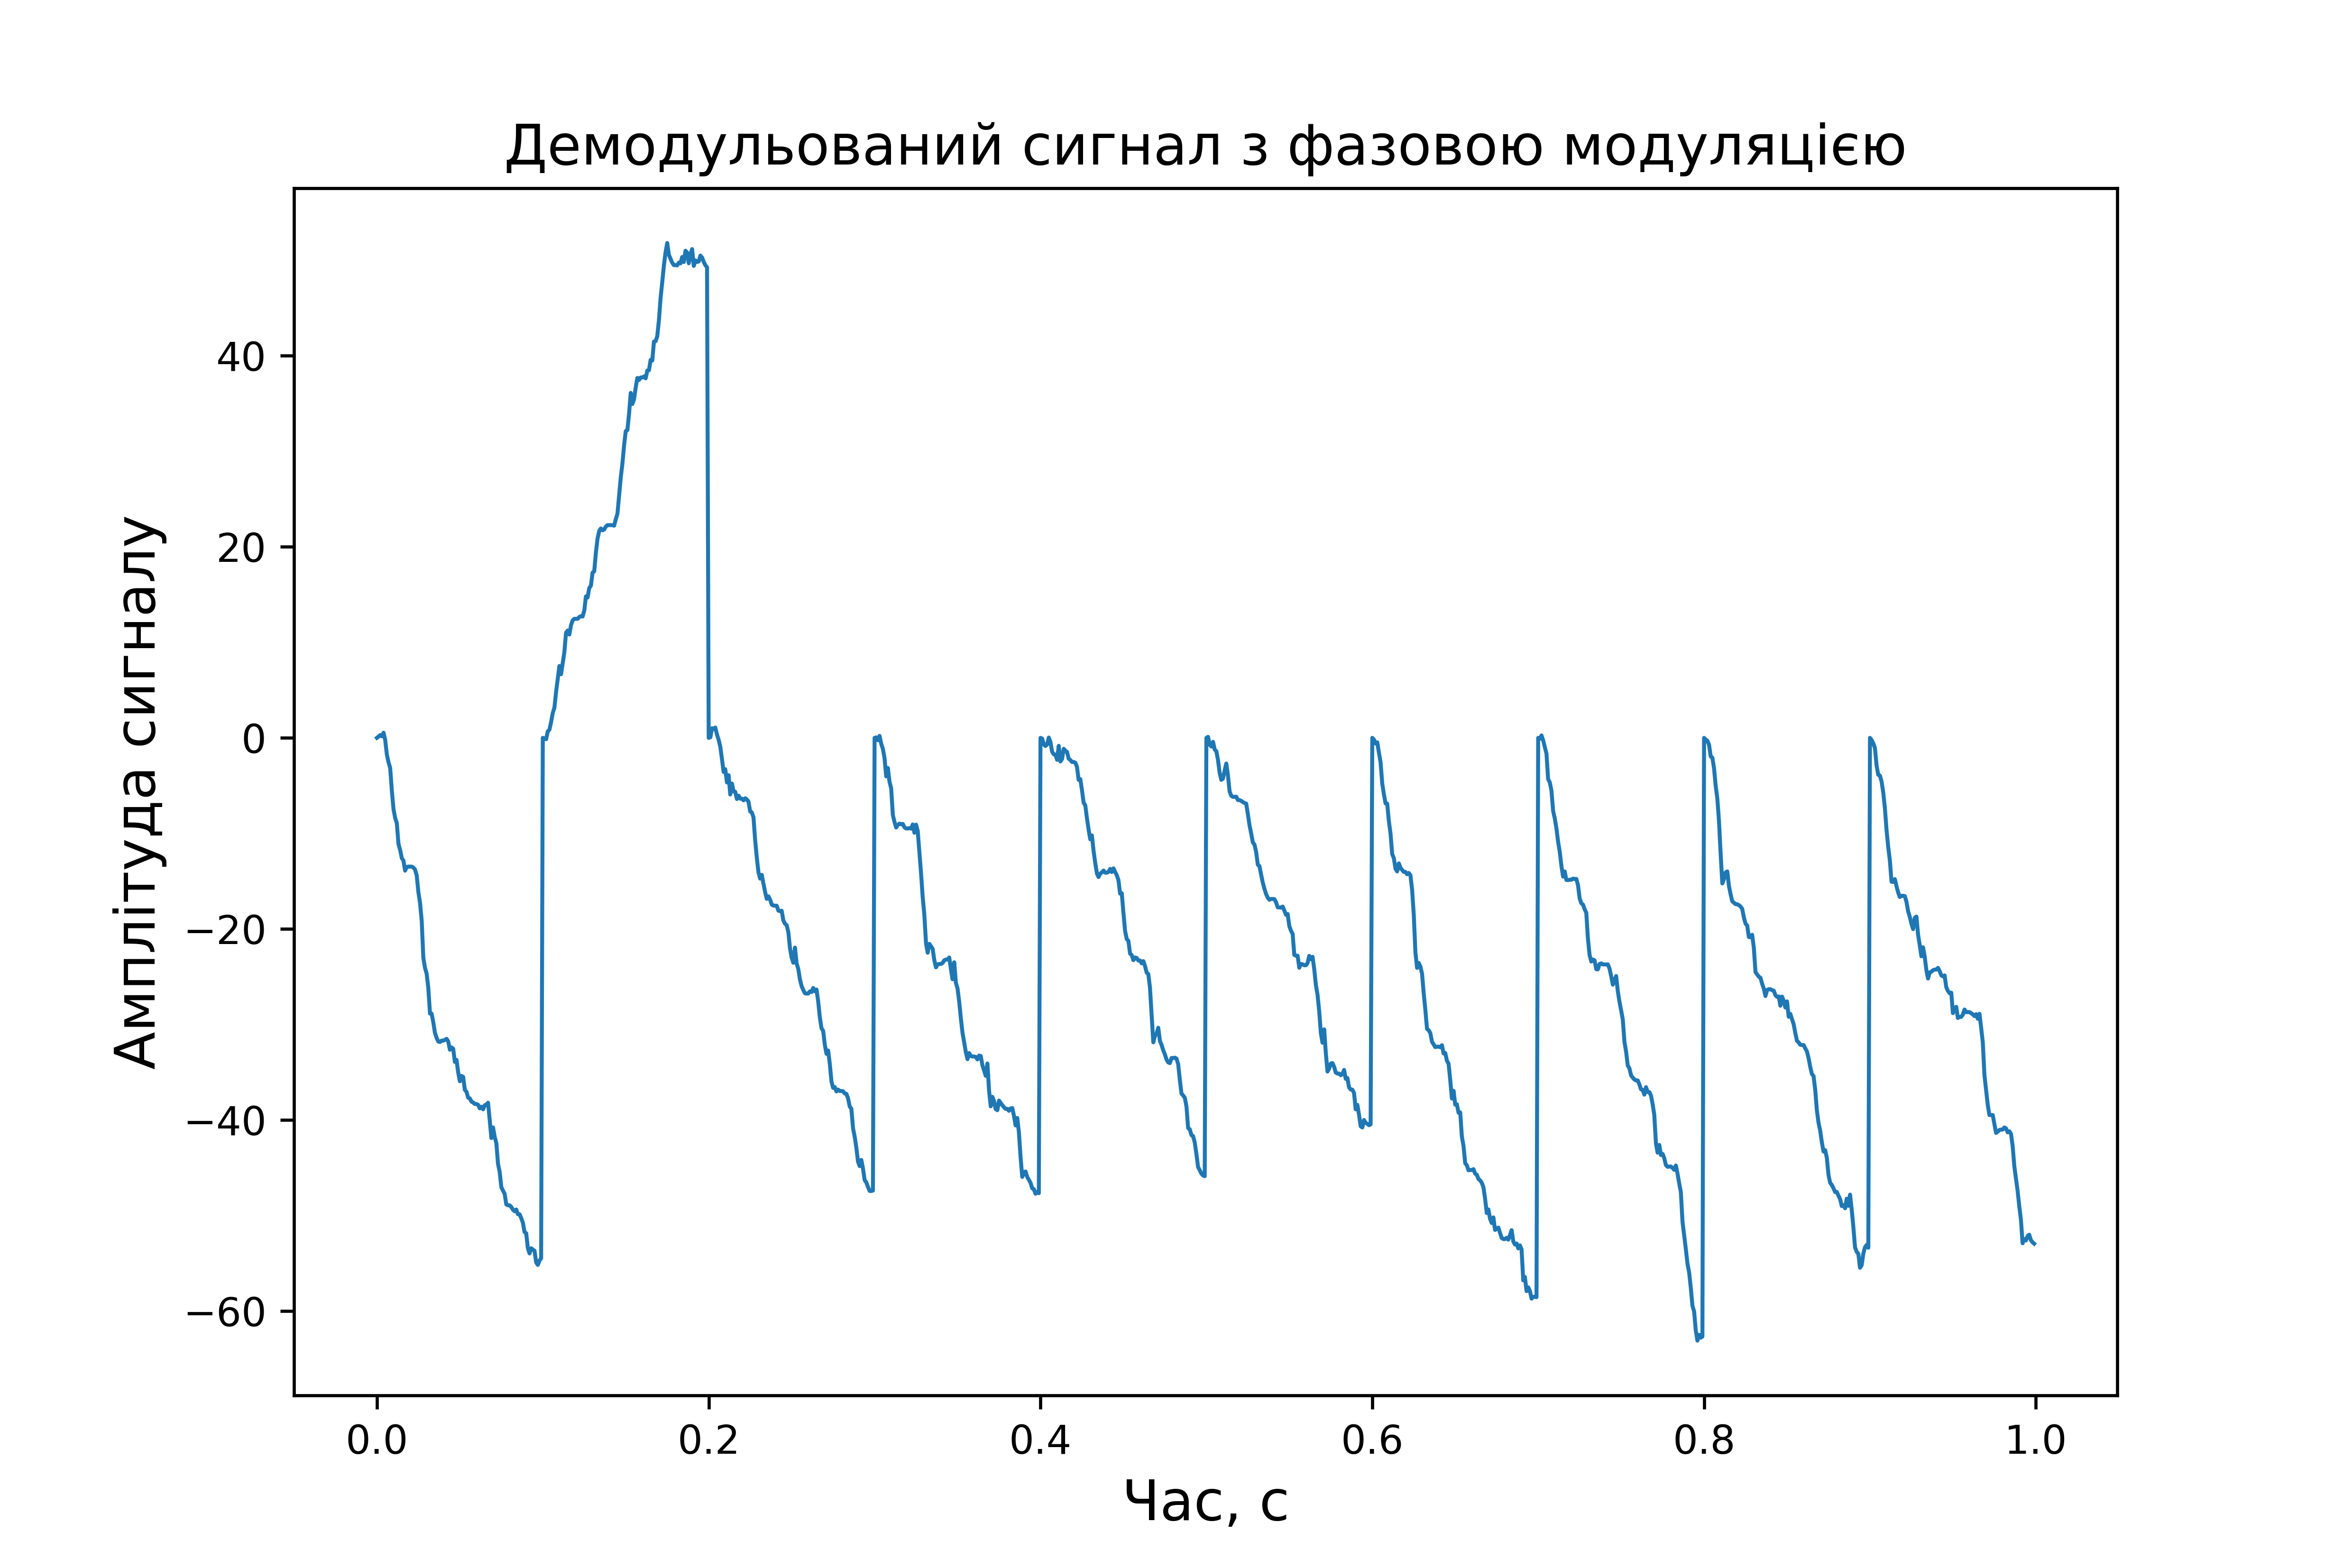 Демодульований сигнал з фазовою модуляцією
Амплітуда сигналу
40
20
0
−20
−40
−60
0.0 0.2 0.4 0.6 0.8 1.0
Час, с